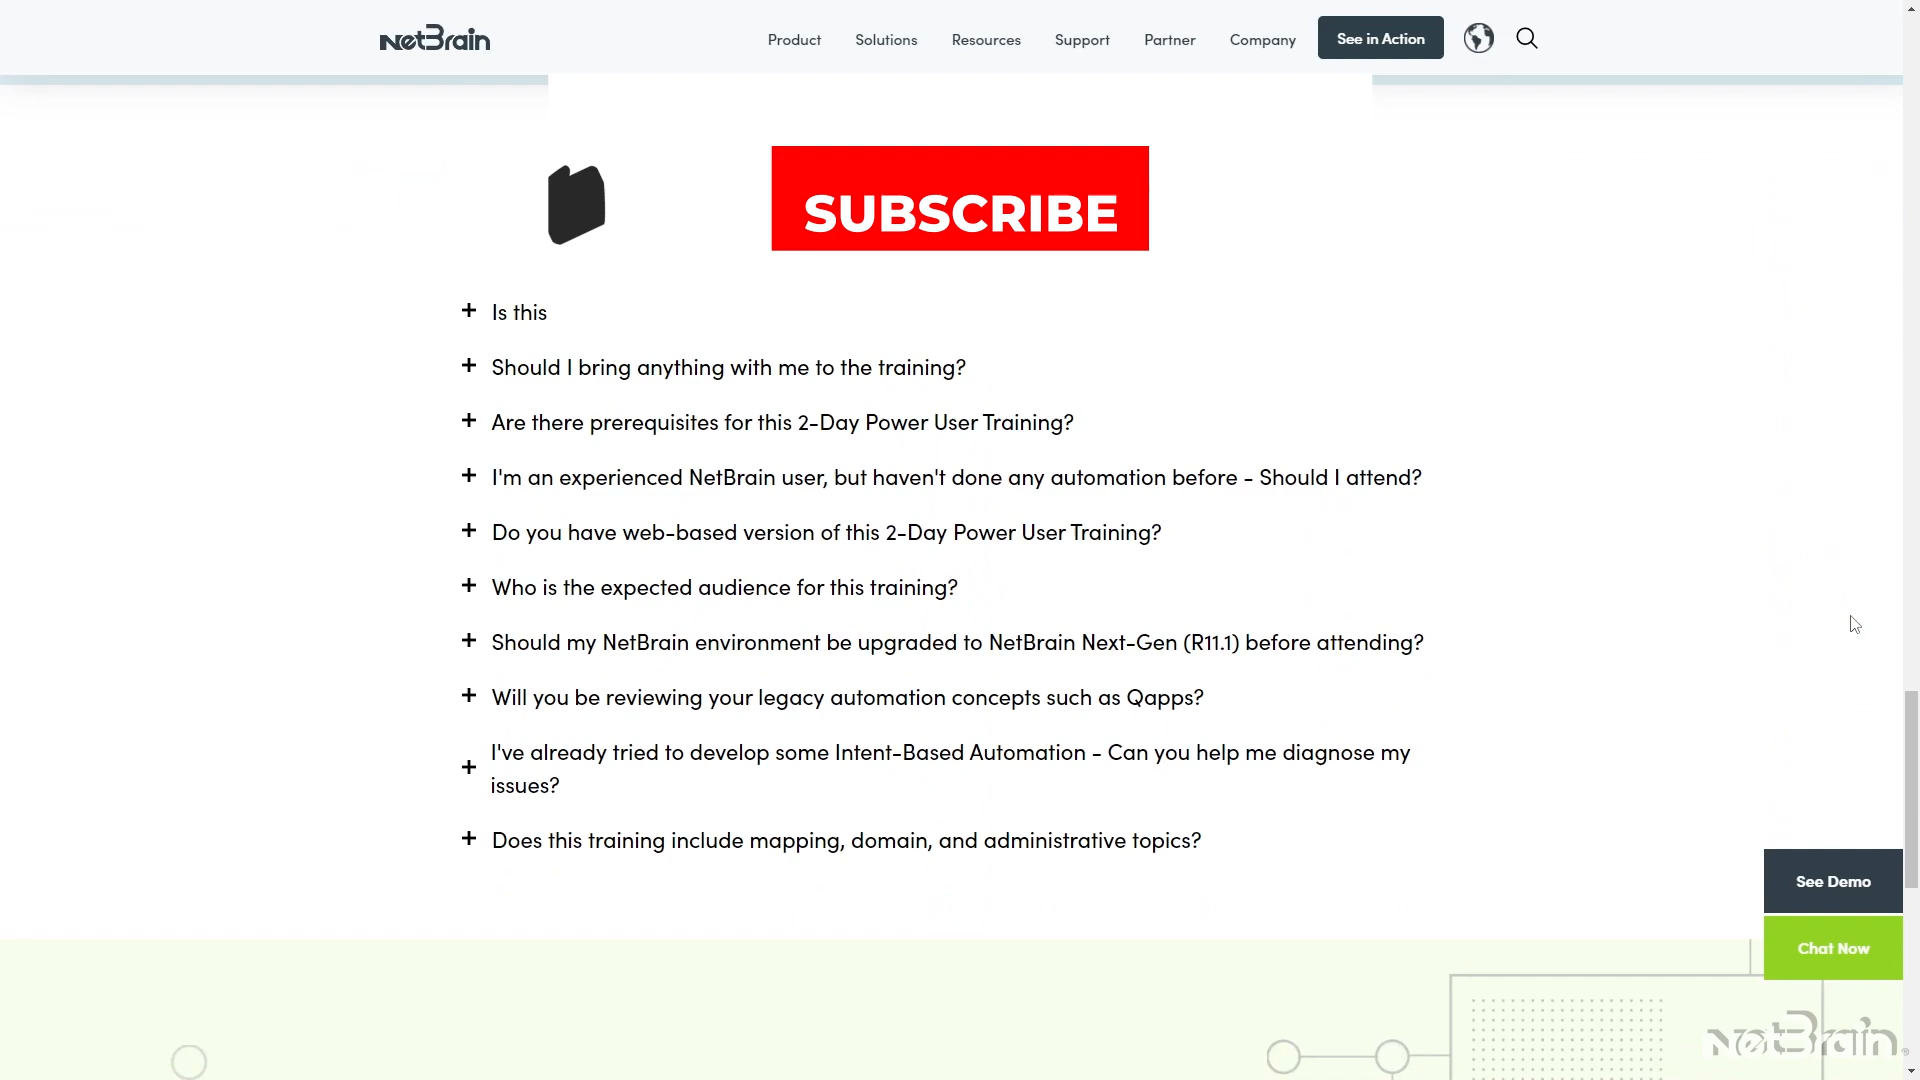 NetBrain
Product Solutions Resources Support Partner Company See in Action
SUBSCRIBE
+ Is this
+ Should I bring anything with me to the training?
+ Are there prerequisites for this 2-Day Power User Training?
+ I'm an experienced NetBrain user, but haven't done any automation before - Should I attend?
+ Do you have web-based version of this 2-Day Power User Training?
+ Who is the expected audience for this training?
+ Should my NetBrain environment be upgraded to NetBrain Next-Gen (R11.1) before attending?
+ Will you be reviewing your legacy automation concepts such as Qapps?
+ I've already tried to develop some Intent-Based Automation - Can you help me diagnose my
issues?
+ Does this training include mapping, domain, and administrative topics?
See Demo
Chat Now
NetBrain®